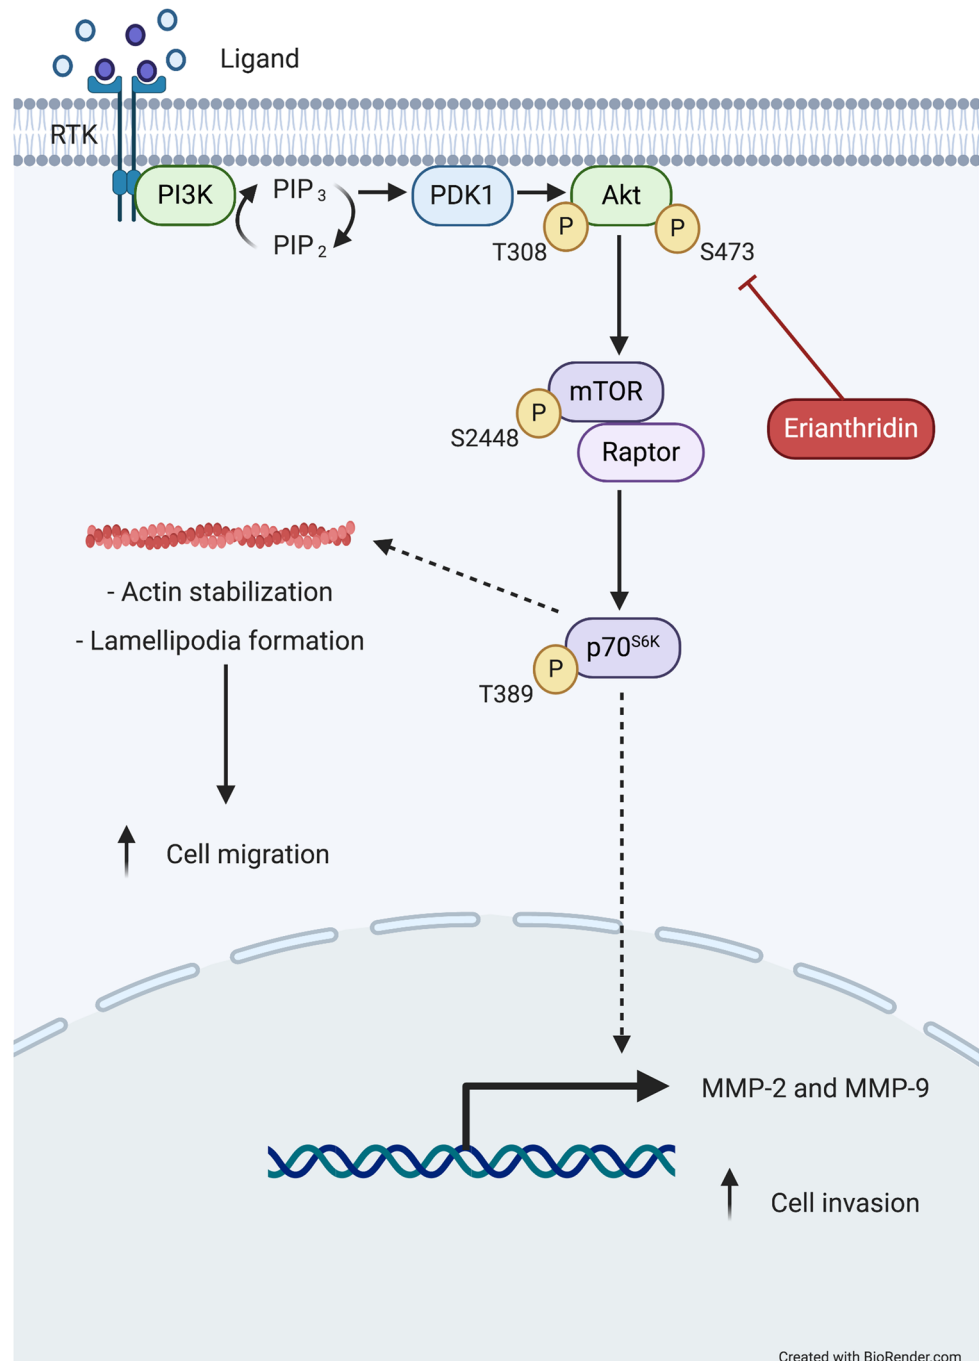 Ligand
RTK
PI3K
PIP3
PIP2
PDK1
Akt
P
P
T308
S473
mTOR
P
S2448
Raptor
Erianthridin
- Actin stabilization
- Lamellipodia formation
p70S6K
P
T389
Cell migration
MMP-2 and MMP-9
Cell invasion
Created with BioRender.com